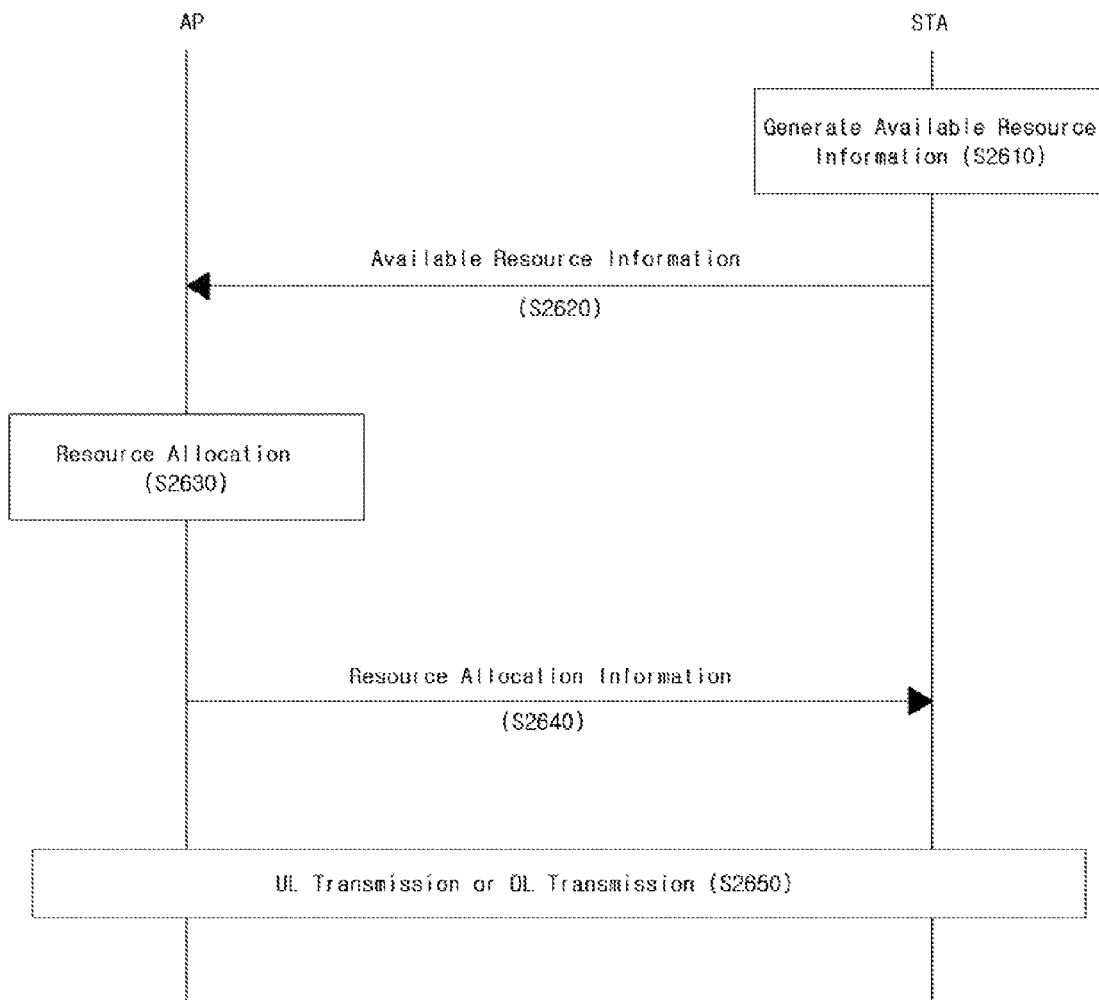 AP
STA
Generate Available Resource
Information (S2610)
Available Resource Information
(S2620)
Resource Allocation
(S2630)
Resource Allocation Information
(S2640)
UL Transmission or DL Transmission (S2650)